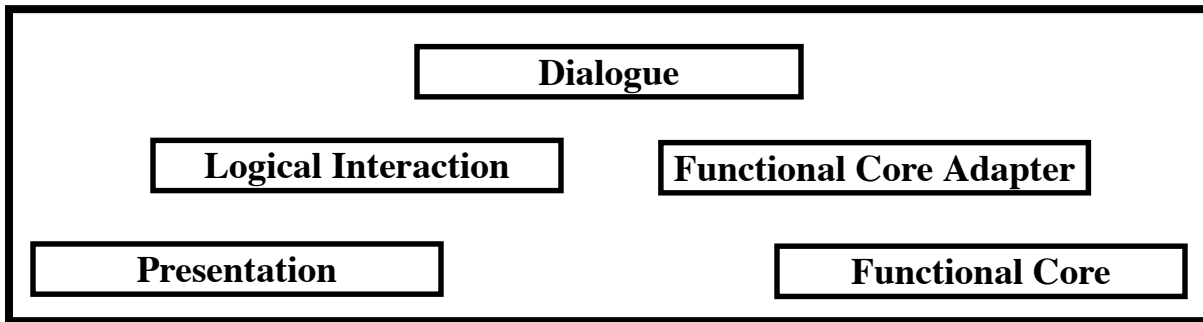 Dialogue
Logical Interaction
Functional Core Adapter
Presentation
Functional Core